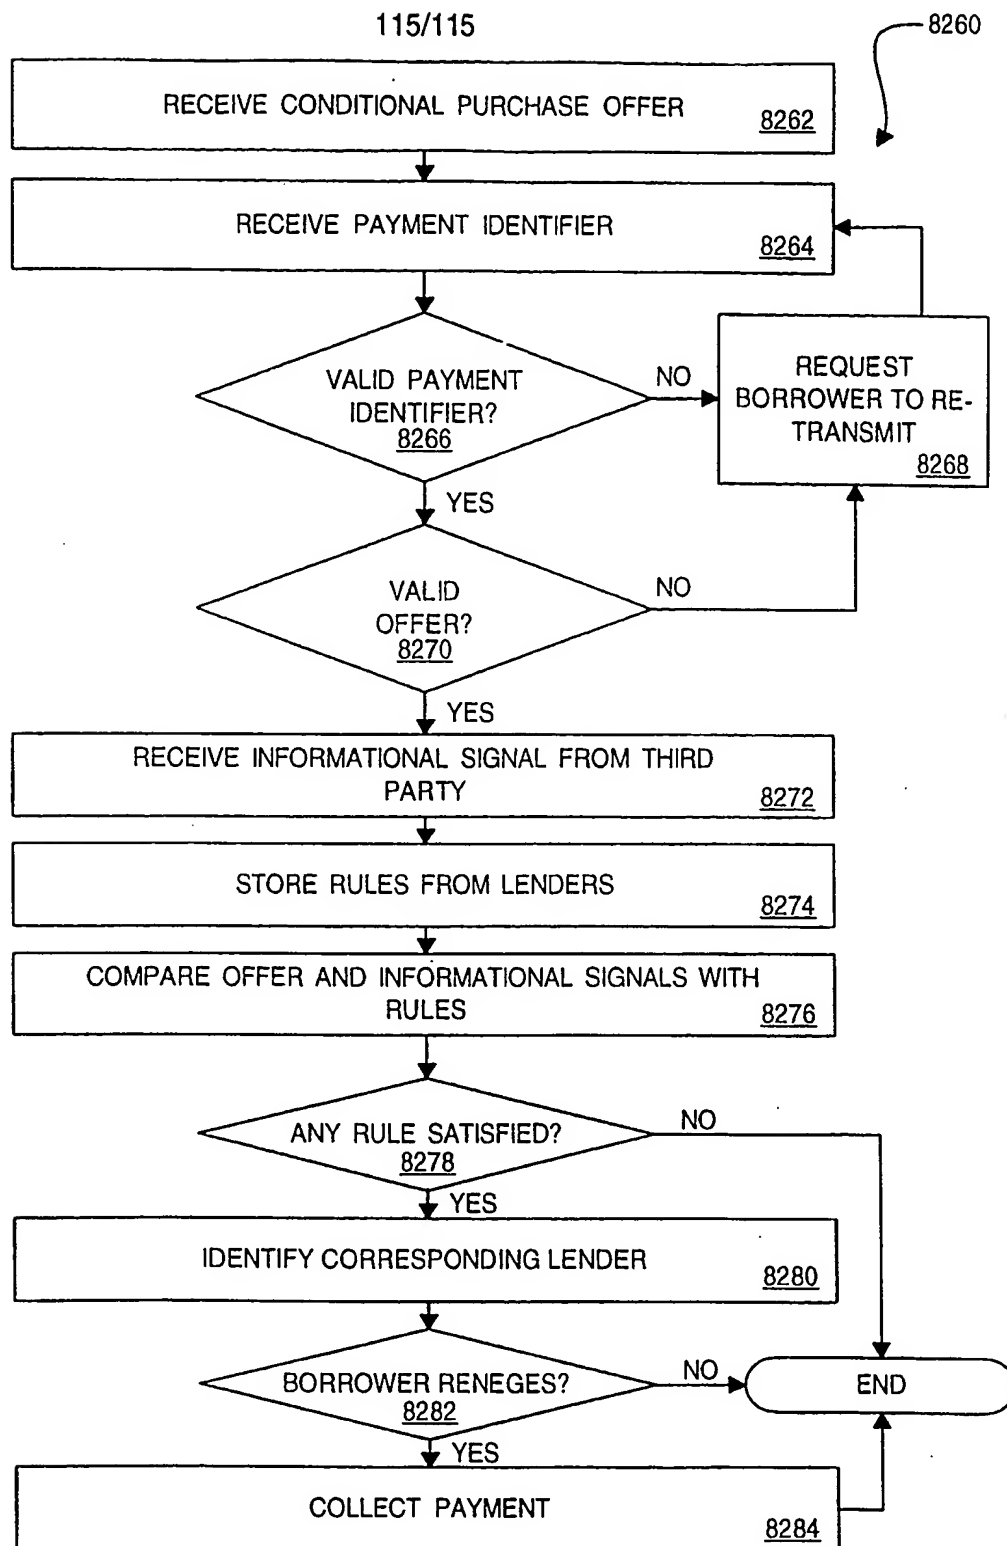 115/115
8260
RECEIVE CONDITIONAL PURCHASE OFFER
8262
RECEIVE PAYMENT IDENTIFIER
8264
VALID PAYMENT
IDENTIFIER?
8266
NO
REQUEST
BORROWER TO RE-
TRANSMIT
8268
YES
VALID
OFFER?
8270
NO
YES
RECEIVE INFORMATIONAL SIGNAL FROM THIRD
PARTY
8272
STORE RULES FROM LENDERS
8274
COMPARE OFFER AND INFORMATIONAL SIGNALS WITH
RULES
8276
ANY RULE SATISFIED?
8278
NO
YES
IDENTIFY CORRESPONDING LENDER
8280
BORROWER RENEGES?
8282
NO
END
YES
COLLECT PAYMENT
8284